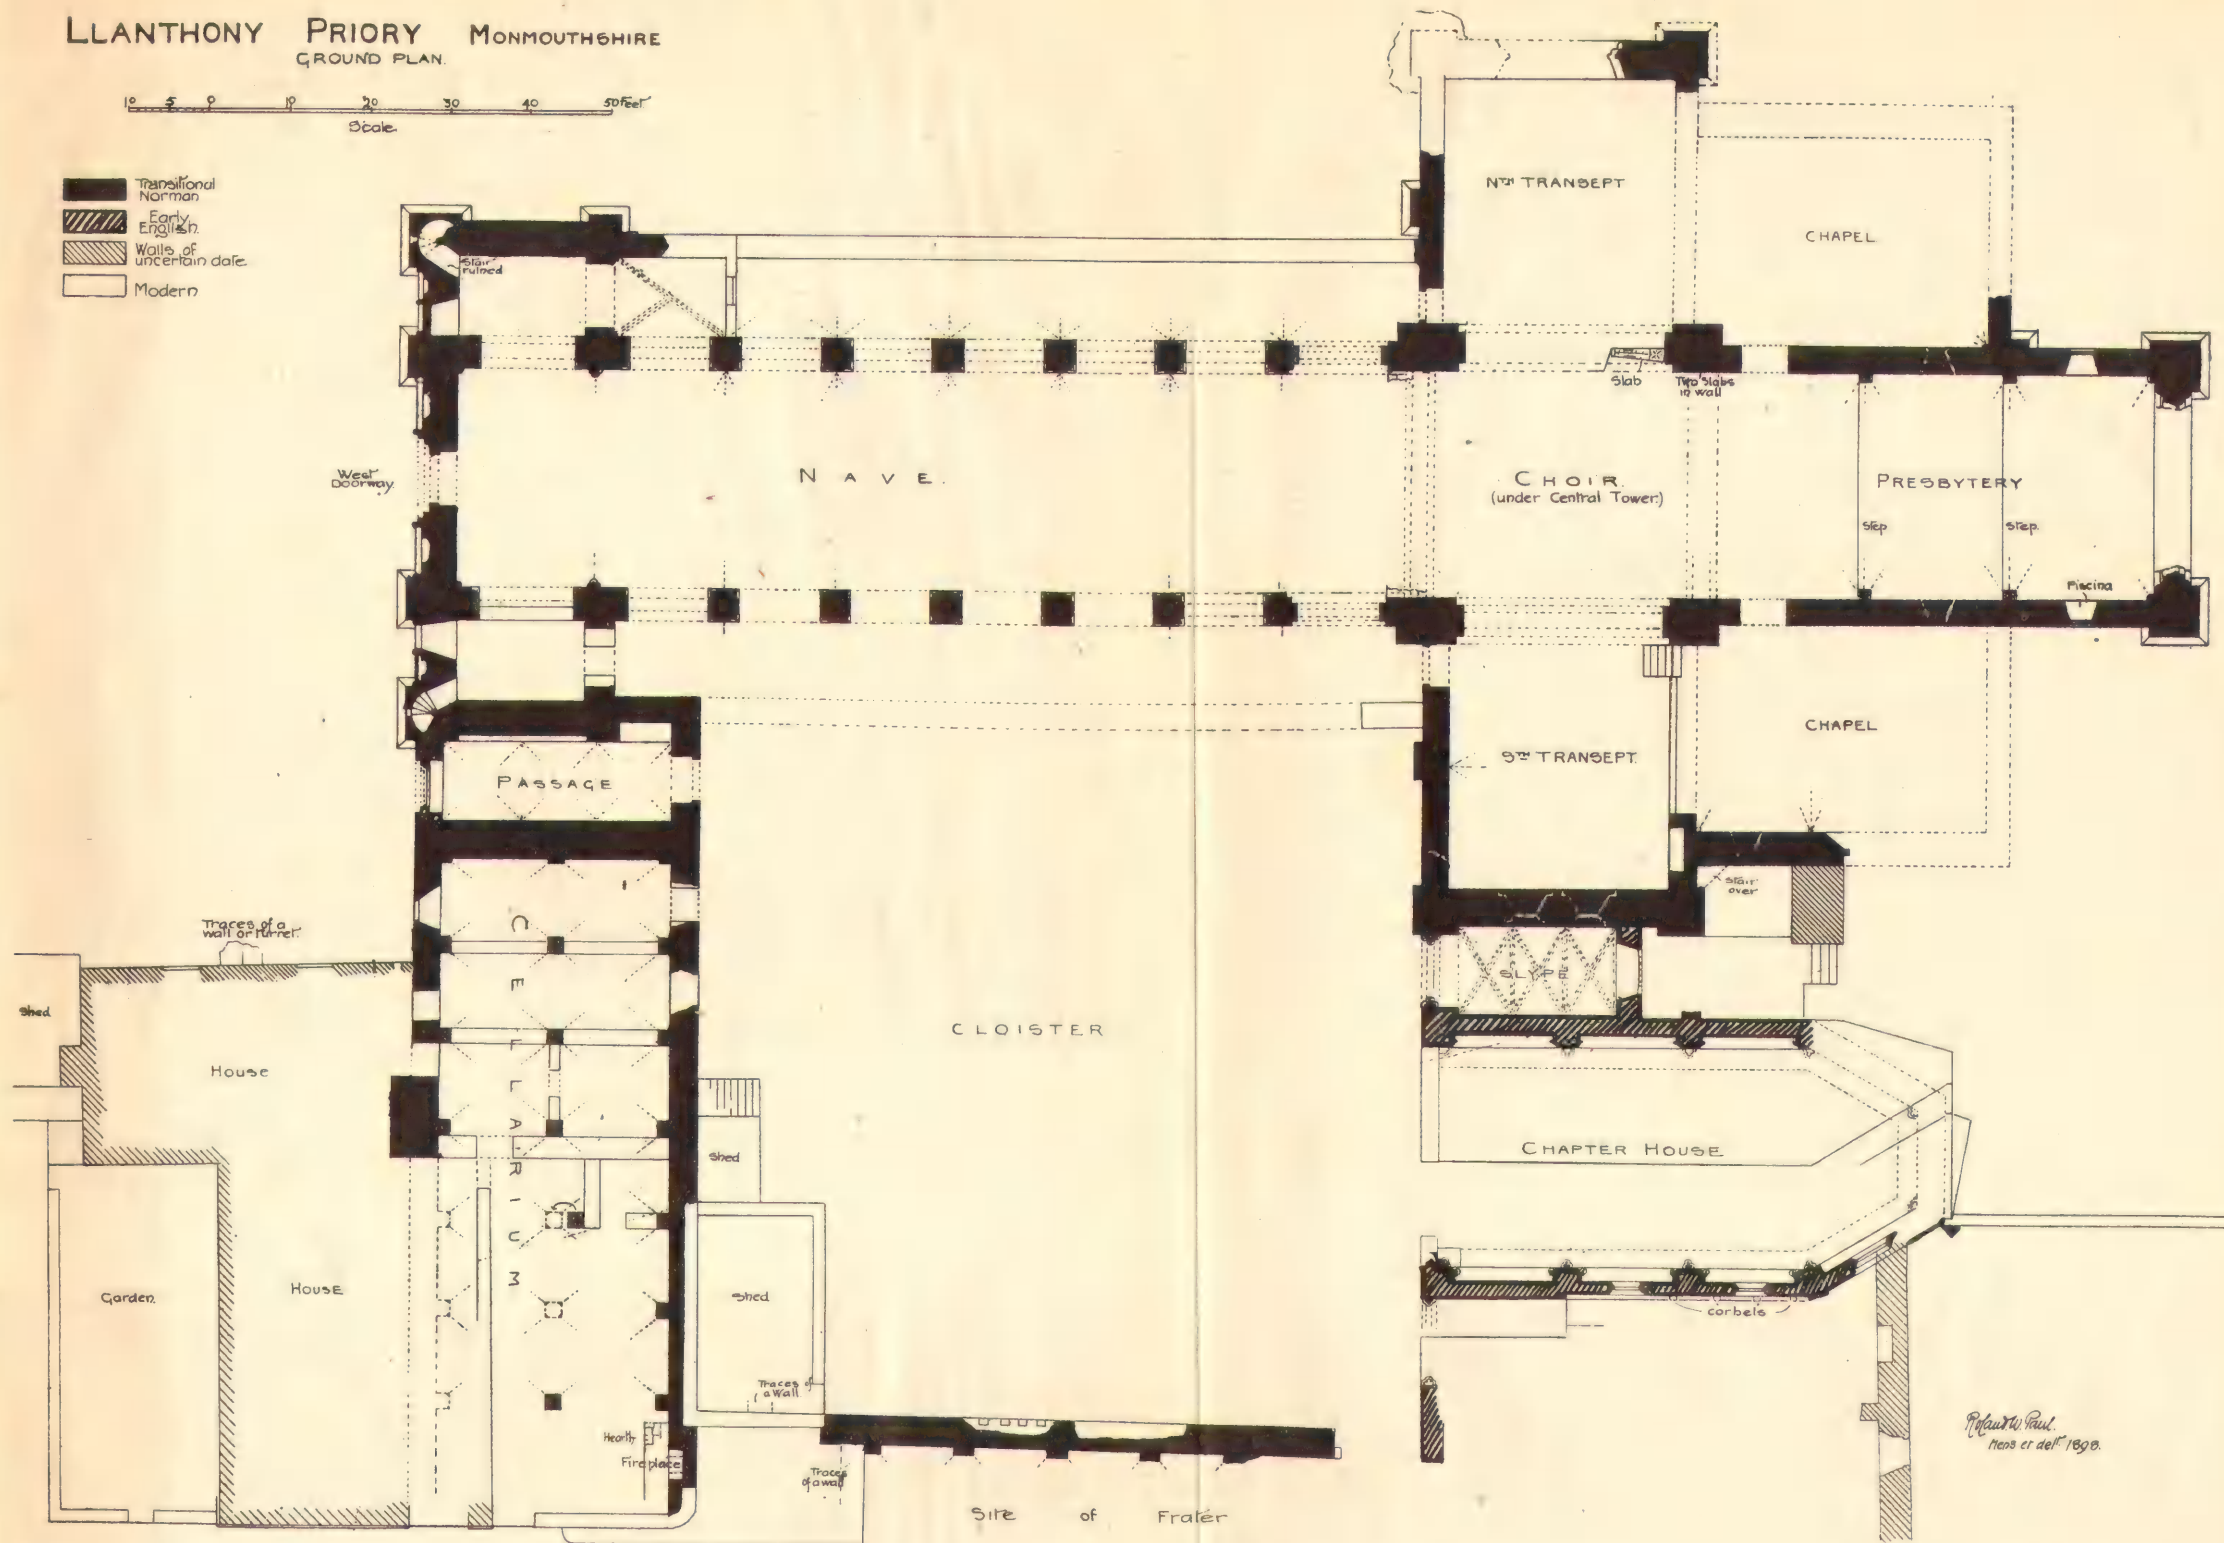 LLANTHONY PRIORY MONMOUTHSHIRE
GROUND PLAN.
10 5 0 10 20 30 40 50 Feet
Scale
Transitional
Norman
Early
English.
Walls of
uncertain date
Modern
Stair
ruined
NTH TRANSEPT
CHAPEL
Slab
Two Slabs
in wall
West
Doorway.
NAVE.
CHOIR.
(under Central Tower.)
PRESBYTERY
Step
Step.
Piscina
PASSAGE
STH TRANSEPT.
CHAPEL
Stair
over
Traces of a
wall or turret.
Shed
House
CELLARIUM
CLOISTER
SLYPE
CHAPTER HOUSE
Shed
Garden.
HOUSE
Shed
corbels
Traces of
a Wall.
Hearth
Fireplace
Traces
of a wall
Site of Frater
Roland W. Paul.
Mens et delt. 1898.